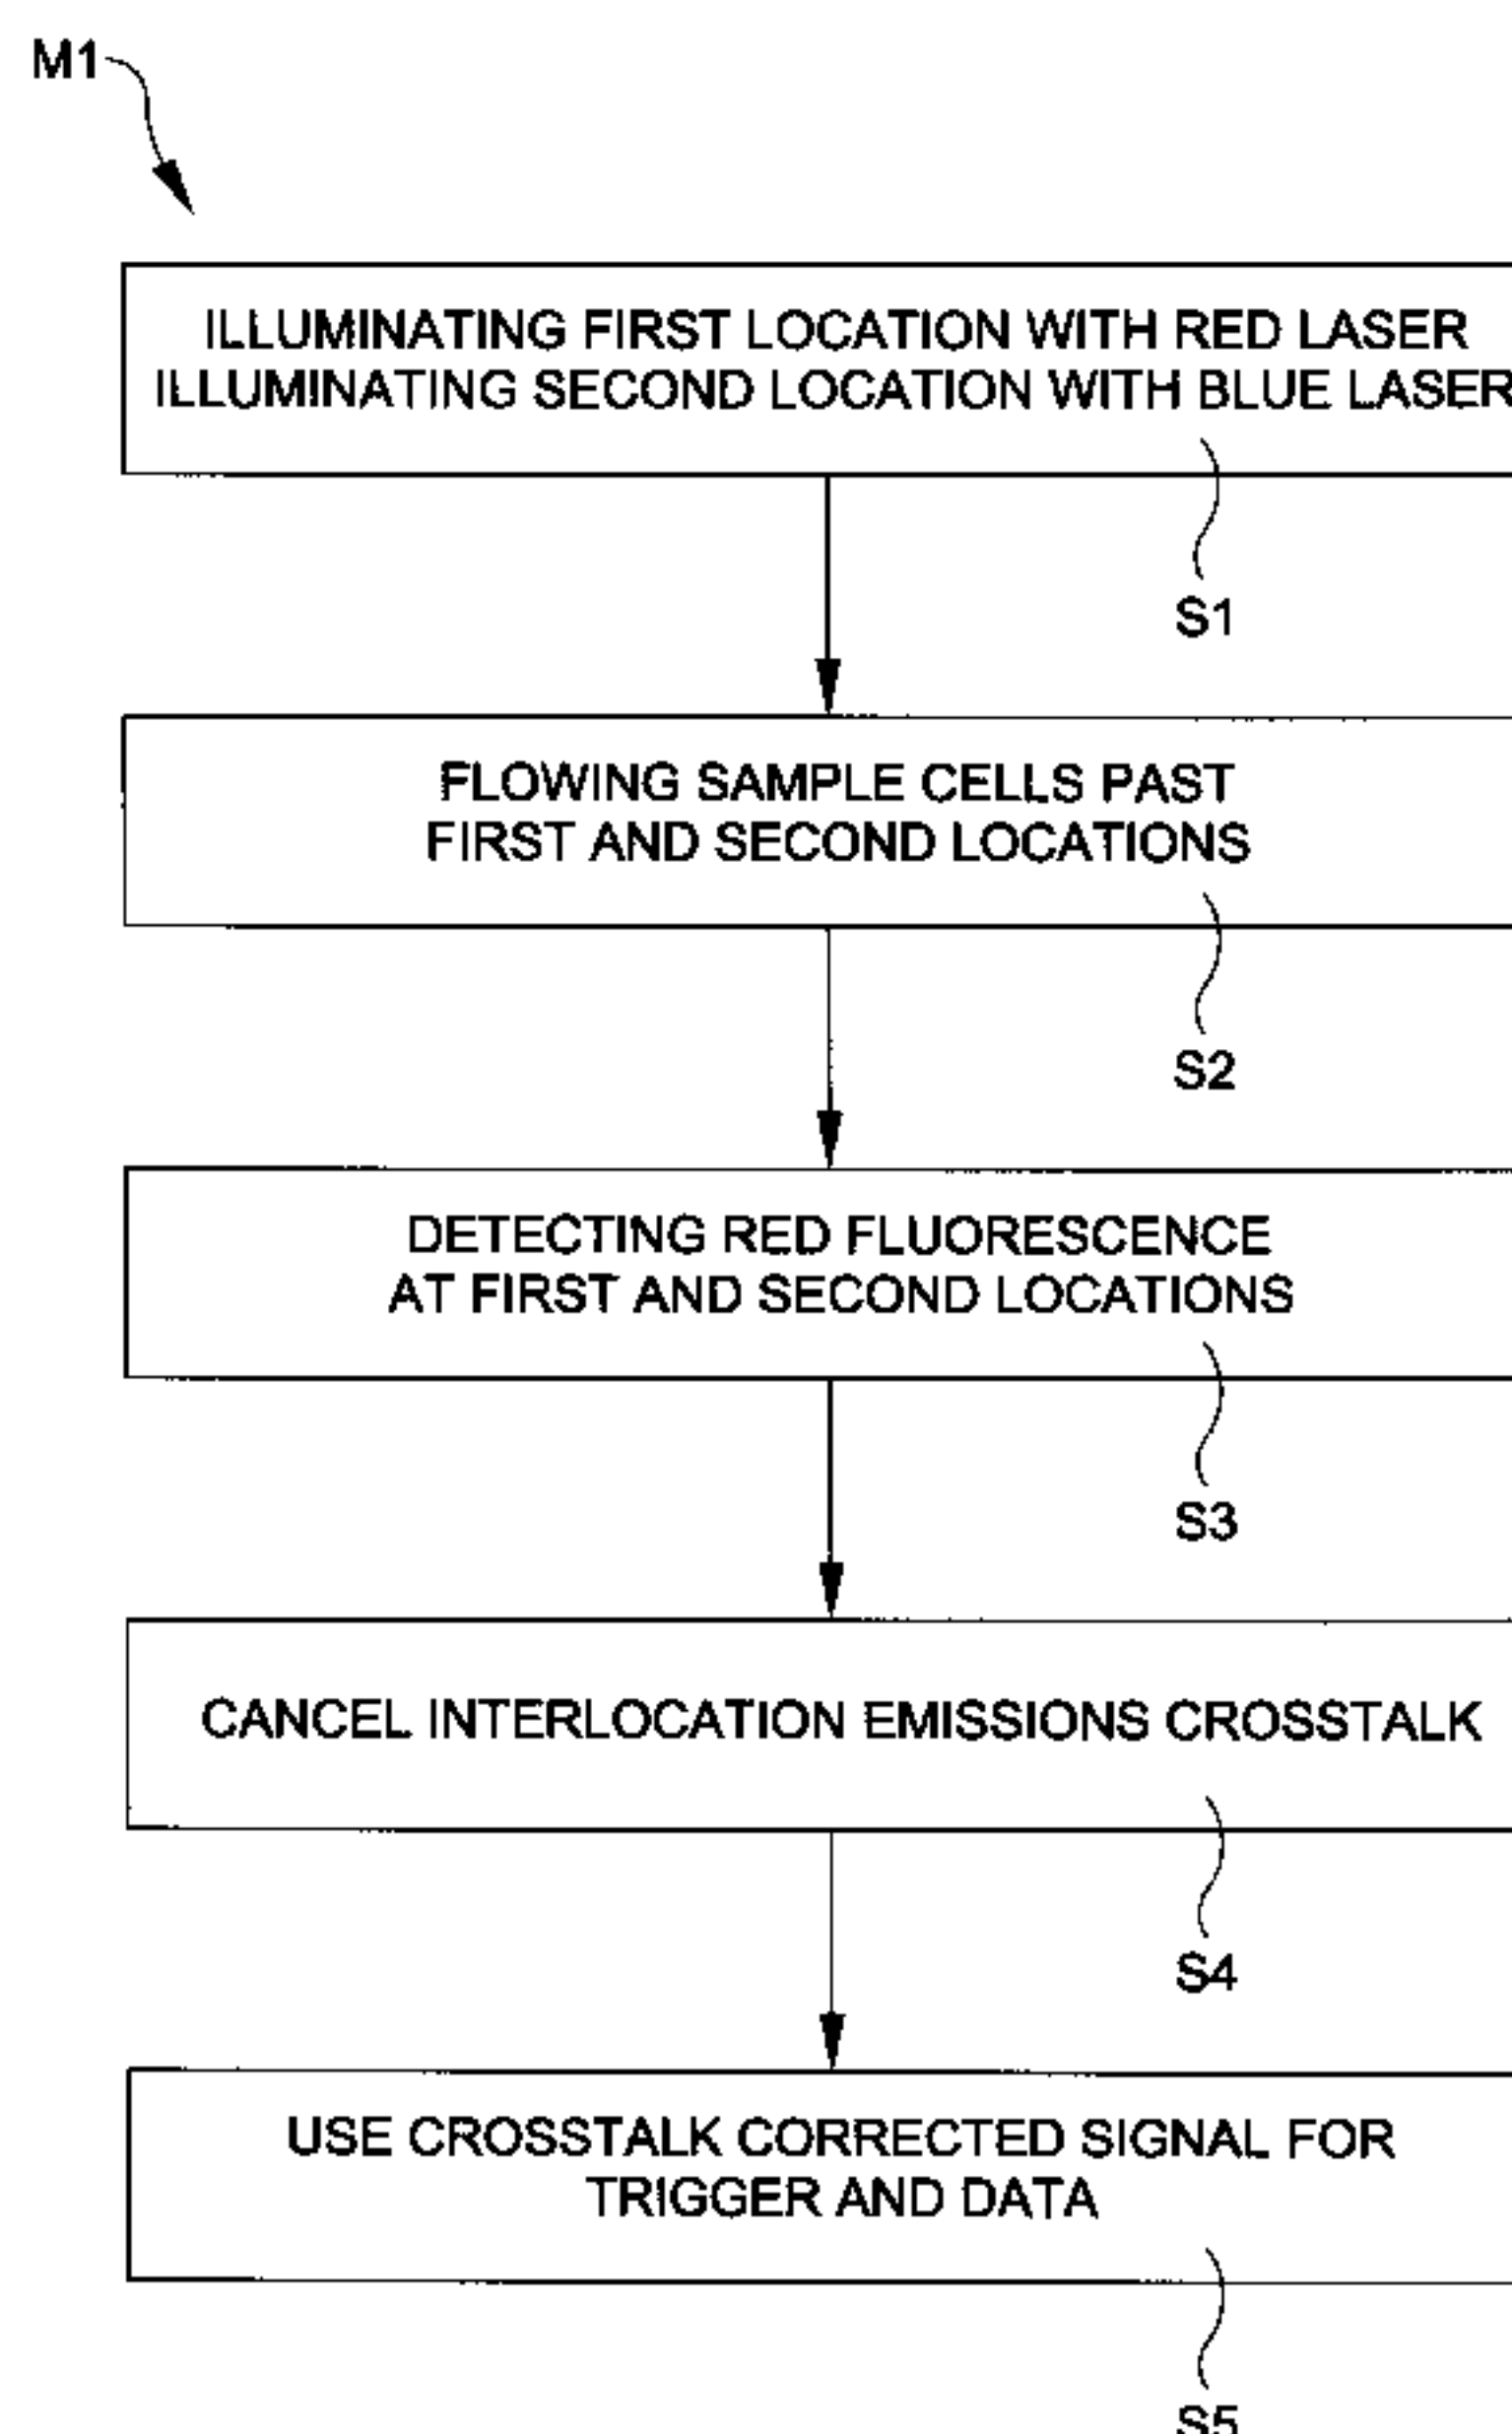 M1
ILLUMINATING FIRST LOCATION WITH RED LASER
ILLUMINATING SECOND LOCATION WITH BLUE LASER
S1
FLOWING SAMPLE CELLS PAST
FIRST AND SECOND LOCATIONS
S2
DETECTING RED FLUORESCENCE
AT FIRST AND SECOND LOCATIONS
S3
CANCEL INTERLOCATION EMISSIONS CROSSTALK
S4
USE CROSSTALK CORRECTED SIGNAL FOR
TRIGGER AND DATA
S5